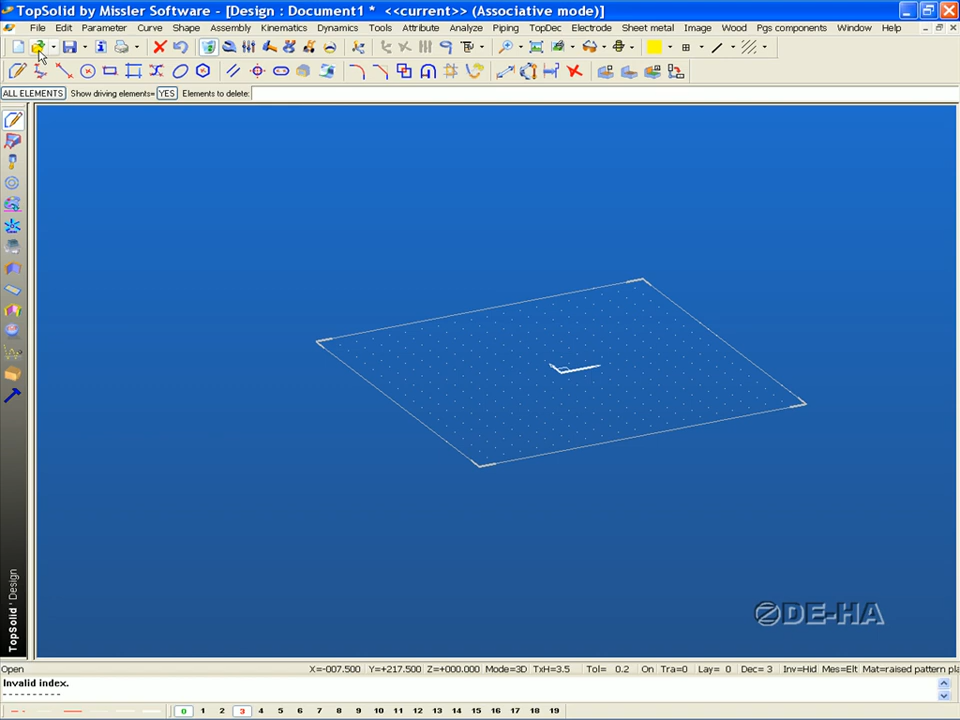 TopSolid by Missler Software - [Design : Document1 * <<current>> (Associative mode)]
File Edit Parameter Curve Shape Assembly Kinematics Dynamics Tools Attribute Analyze Piping TopDec Electrode Sheet metal Image Wood Pgs components Window Help
ALL ELEMENTS Show driving elements= YES Elements to delete:
TopSolid'Design
DE-HA
Open X=-007.500 Y=+217.500 Z=+000.000 Mode=3D TxH=3.5 Tol= 0.2 On Tra=0 Lay= 0 Dec= 3 Inv=Hid Mes=Elt Mat=raised pattern pla
Invalid index.
----------
0 1 2 3 4 5 6 7 8 9 10 11 12 13 14 15 16 17 18 19